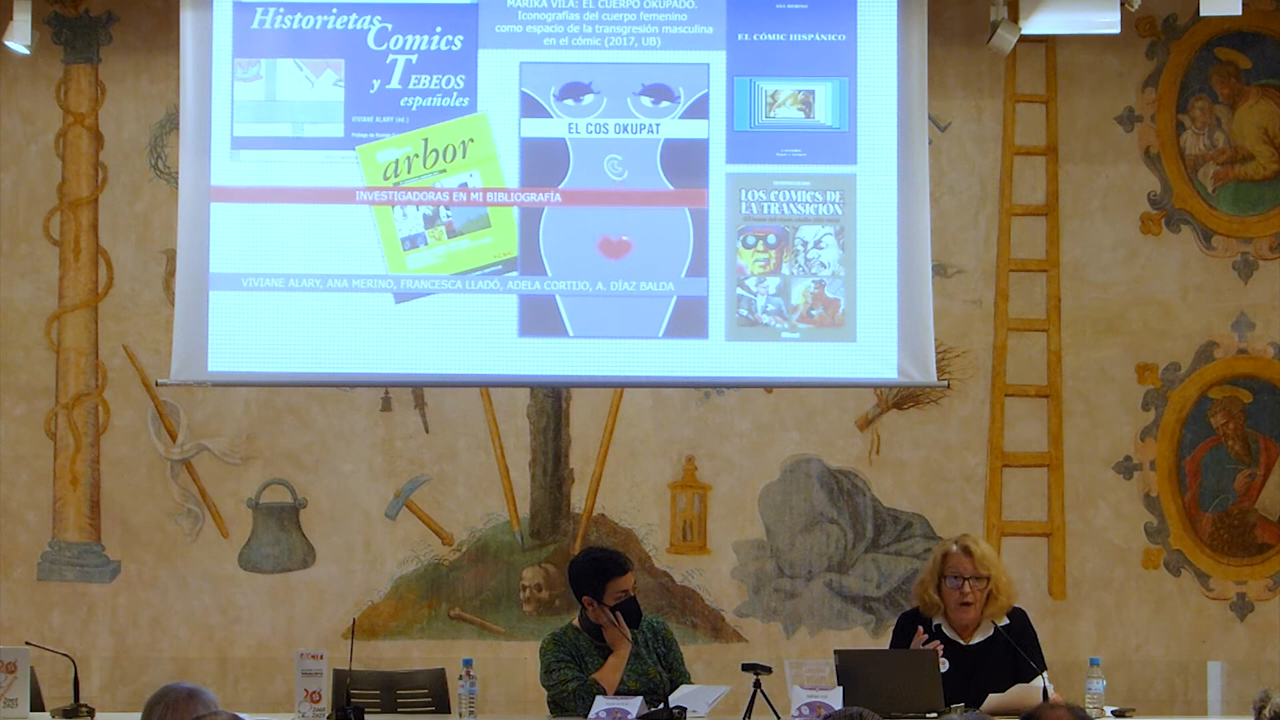 Historietas,
Comics
y TEBEOS
españoles
VIVIANE ALARY (ed.)
MARIKA VILA: EL CUERPO OKUPADO.
Iconografías del cuerpo femenino
como espacio de la transgresión masculina
en el cómic (2017, UB)
EL CÓMIC HISPÁNICO
arbor
EL COS OKUPAT
INVESTIGADORAS EN MI BIBLIOGRAFÍA
LOS COMICS DE
LA TRANSICIÓN
VIVIANE ALARY, ANA MERINO, FRANCESCA LLADÓ, ADELA CORTIJO, A. DÍAZ BALDA